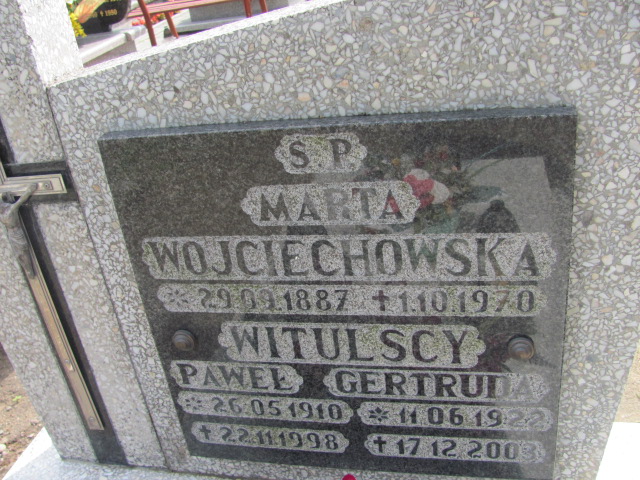 Ś. P.
MARTA
WOJCIECHOWSKA
* 29.09.1887 ✝ 1.10.1970
WITULSCY
PAWEŁ GERTRUDA
* 26.05.1910 * 11.06.1922
✝ 22.11.1998 ✝ 17.12.2003